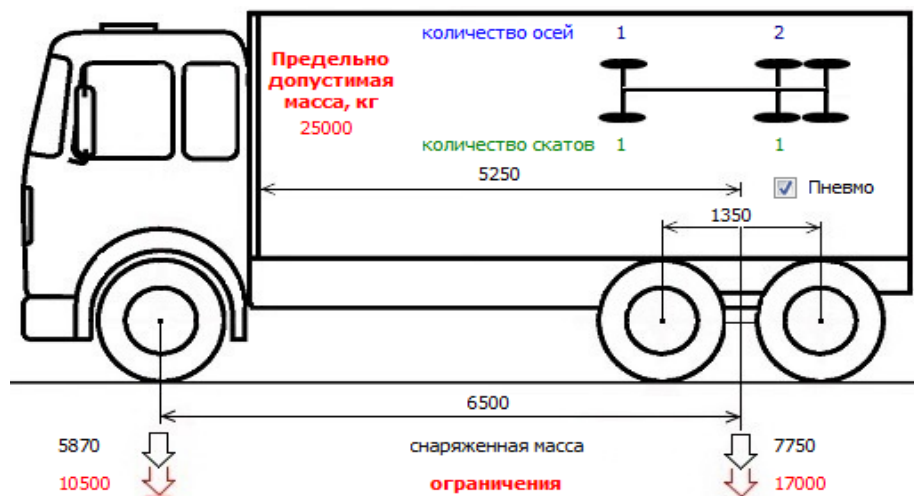 количество осей 1 2
Предельно
допустимая
масса, кг
25000
количество скатов 1 1
5250
Пневмо
1350
6500
5870 снаряженная масса 7750
10500 ограничения 17000